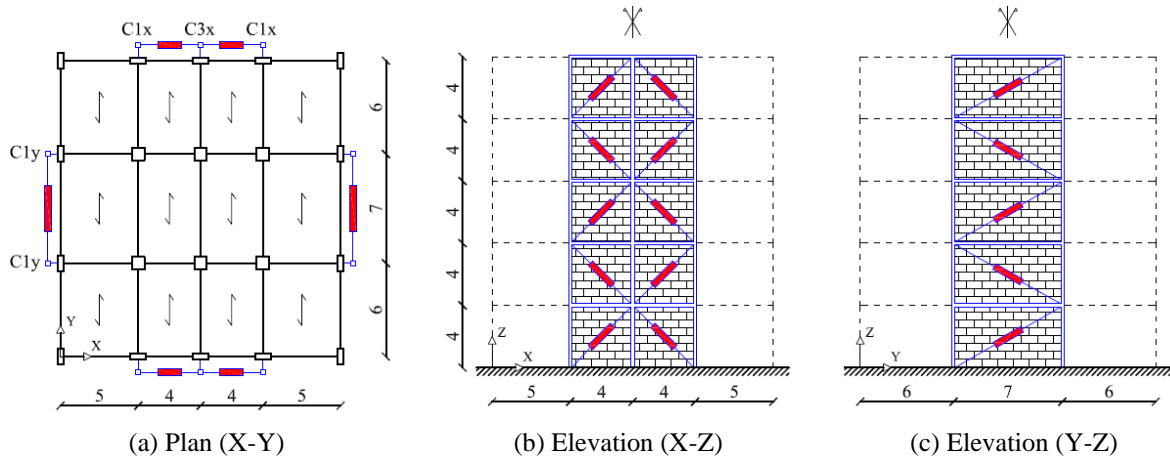 C1x C3x C1x
C1y
C1y
Y
X
6
7
6
5 4 4 5
(a) Plan (X-Y)
4
4
4
4
4
Z
X
5 4 4 5
(b) Elevation (X-Z)
Z
Y
6 7 6
(c) Elevation (Y-Z)